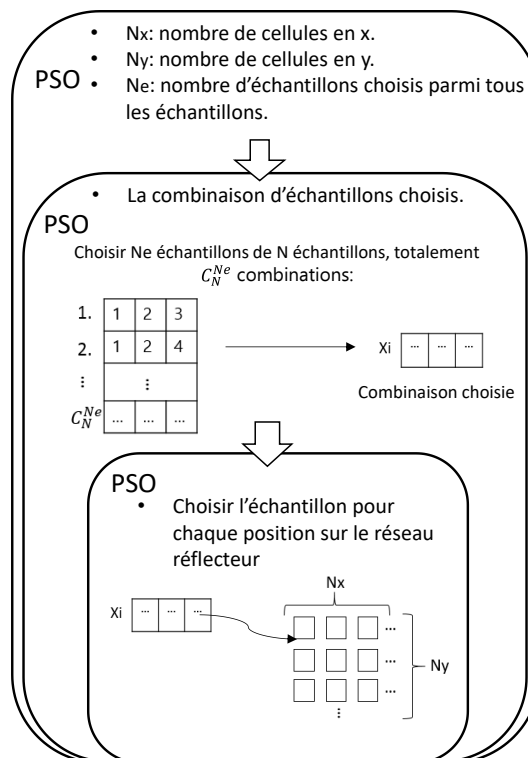 • Nx: nombre de cellules en x.
• Ny: nombre de cellules en y.
PSO
• Ne: nombre d'échantillons choisis parmi tous
les échantillons.
• La combinaison d'échantillons choisis.
PSO
Choisir Ne échantillons de N échantillons, totalement
$C_N^{Ne}$ combinations:
1. 1 2 3
2. 1 2 4
⋮ ⋮
$C_N^{Ne}$ ... ... ...
Xi ... ... ...
Combinaison choisie
PSO
• Choisir l'échantillon pour
chaque position sur le réseau
réflecteur
Xi ... ... ...
Nx
...
...
Ny
...
⋮